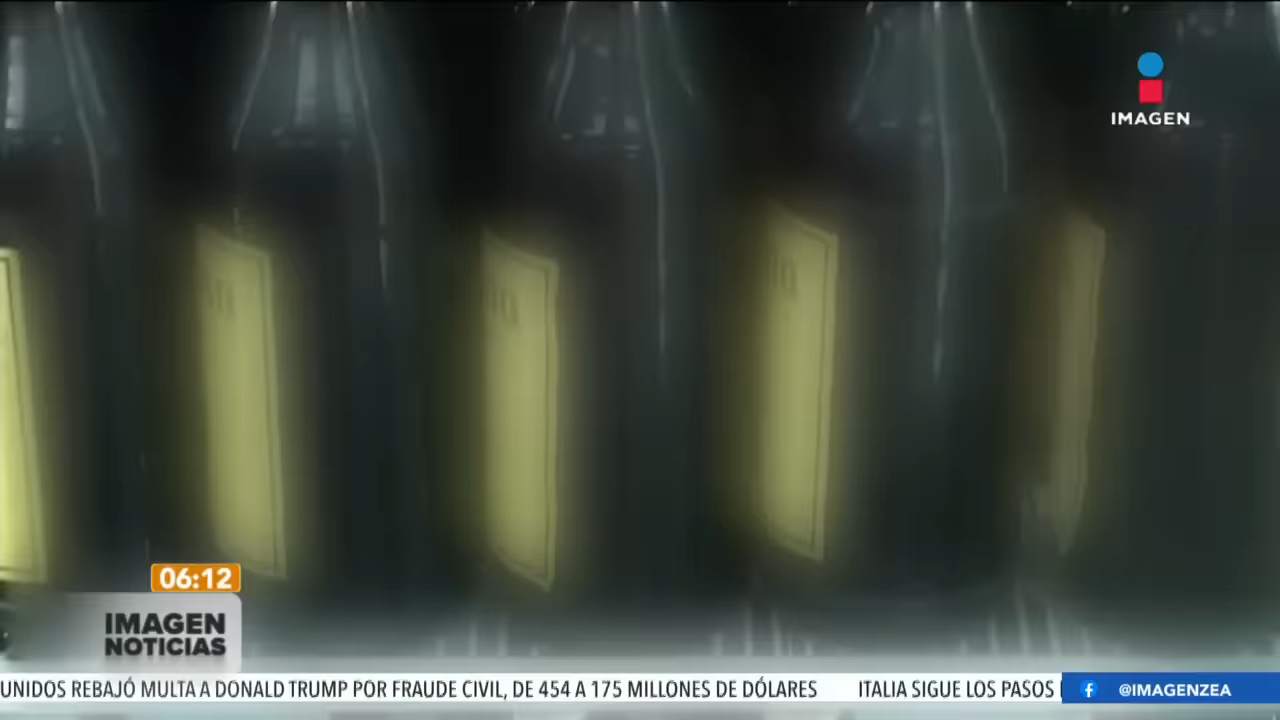 IMAGEN
06:12
IMAGEN
NOTICIAS
UNIDOS REBAJÓ MULTA A DONALD TRUMP POR FRAUDE CIVIL, DE 454 A 175 MILLONES DE DÓLARES ITALIA SIGUE LOS PASOS
@IMAGENZEA